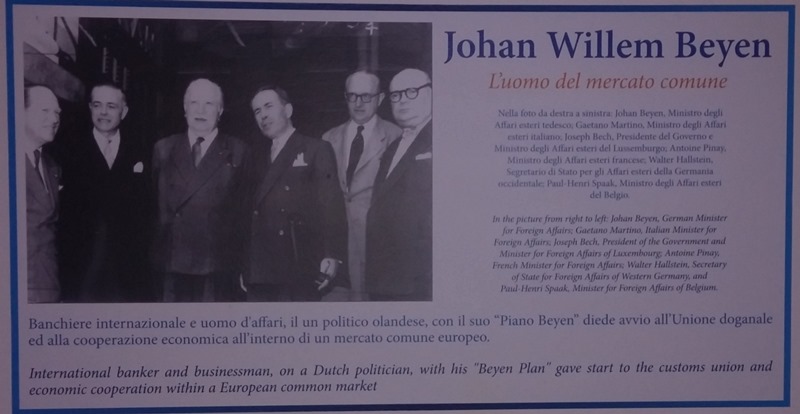 Johan Willem Beyen
L'uomo del mercato comune
Nella foto da destra a sinistra: Johan Beyen, Ministro degli
Affari esteri tedesco; Gaetano Martino, Ministro degli Affari
esteri italiano; Joseph Bech, Presidente del Governo e
Ministro degli Affari esteri del Lussemburgo; Antoine Pinay,
Ministro degli Affari esteri francese; Walter Hallstein,
Segretario di Stato per gli Affari esteri della Germania
occidentale; Paul-Henri Spaak, Ministro degli Affari esteri
del Belgio.
In the picture from right to left: Johan Beyen, German Minister
for Foreign Affairs; Gaetano Martino, Italian Minister for
Foreign Affairs; Joseph Bech, President of the Government and
Minister for Foreign Affairs of Luxembourg; Antoine Pinay,
French Minister for Foreign Affairs; Walter Hallstein, Secretary
of State for Foreign Affairs of Western Germany, and
Paul-Henri Spaak, Minister for Foreign Affairs of Belgium.
Banchiere internazionale e uomo d'affari, il un politico olandese, con il suo “Piano Beyen” diede avvio all'Unione doganale
ed alla cooperazione economica all'interno di un mercato comune europeo.
International banker and businessman, on a Dutch politician, with his "Beyen Plan" gave start to the customs union and
economic cooperation within a European common market